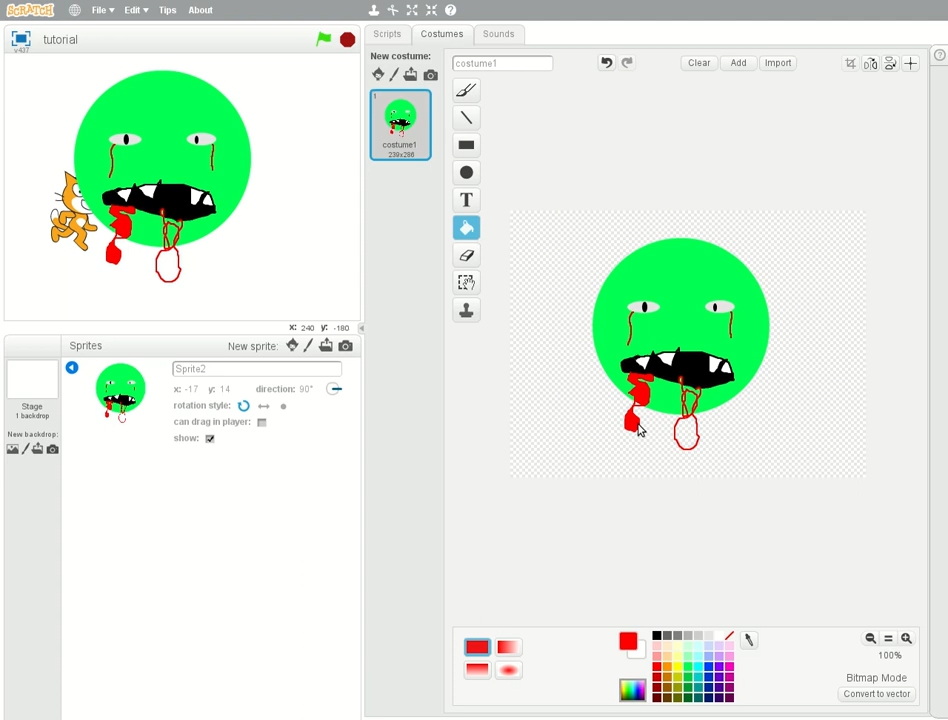 SCRATCH File Edit Tips About
v437 tutorial
Scripts Costumes Sounds
New costume:
1
costume1
239x286
costume1 Clear Add Import
T
x: 240 y: -180
Sprites New sprite:
Stage
1 backdrop
New backdrop:
Sprite2
x: -17 y: 14 direction: 90°
rotation style:
can drag in player:
show:
100%
Bitmap Mode
Convert to vector